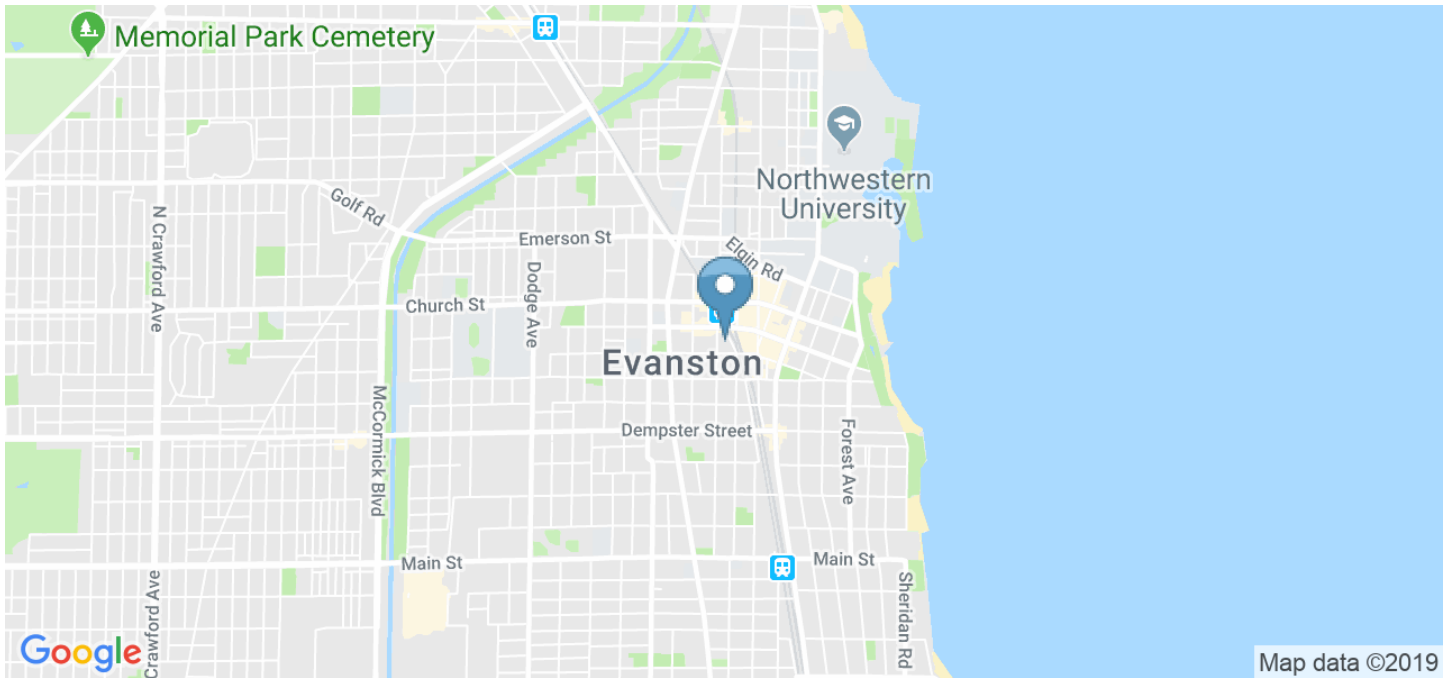 Memorial Park Cemetery
Northwestern
University
Golf Rd
N Crawford Ave
Emerson St
Elgin Rd
Dodge Ave
Church St
Evanston
McCormick Blvd
Dempster Street
Forest Ave
Main St
Main St
Sheridan Rd
Crawford Ave
Google
Map data ©2019